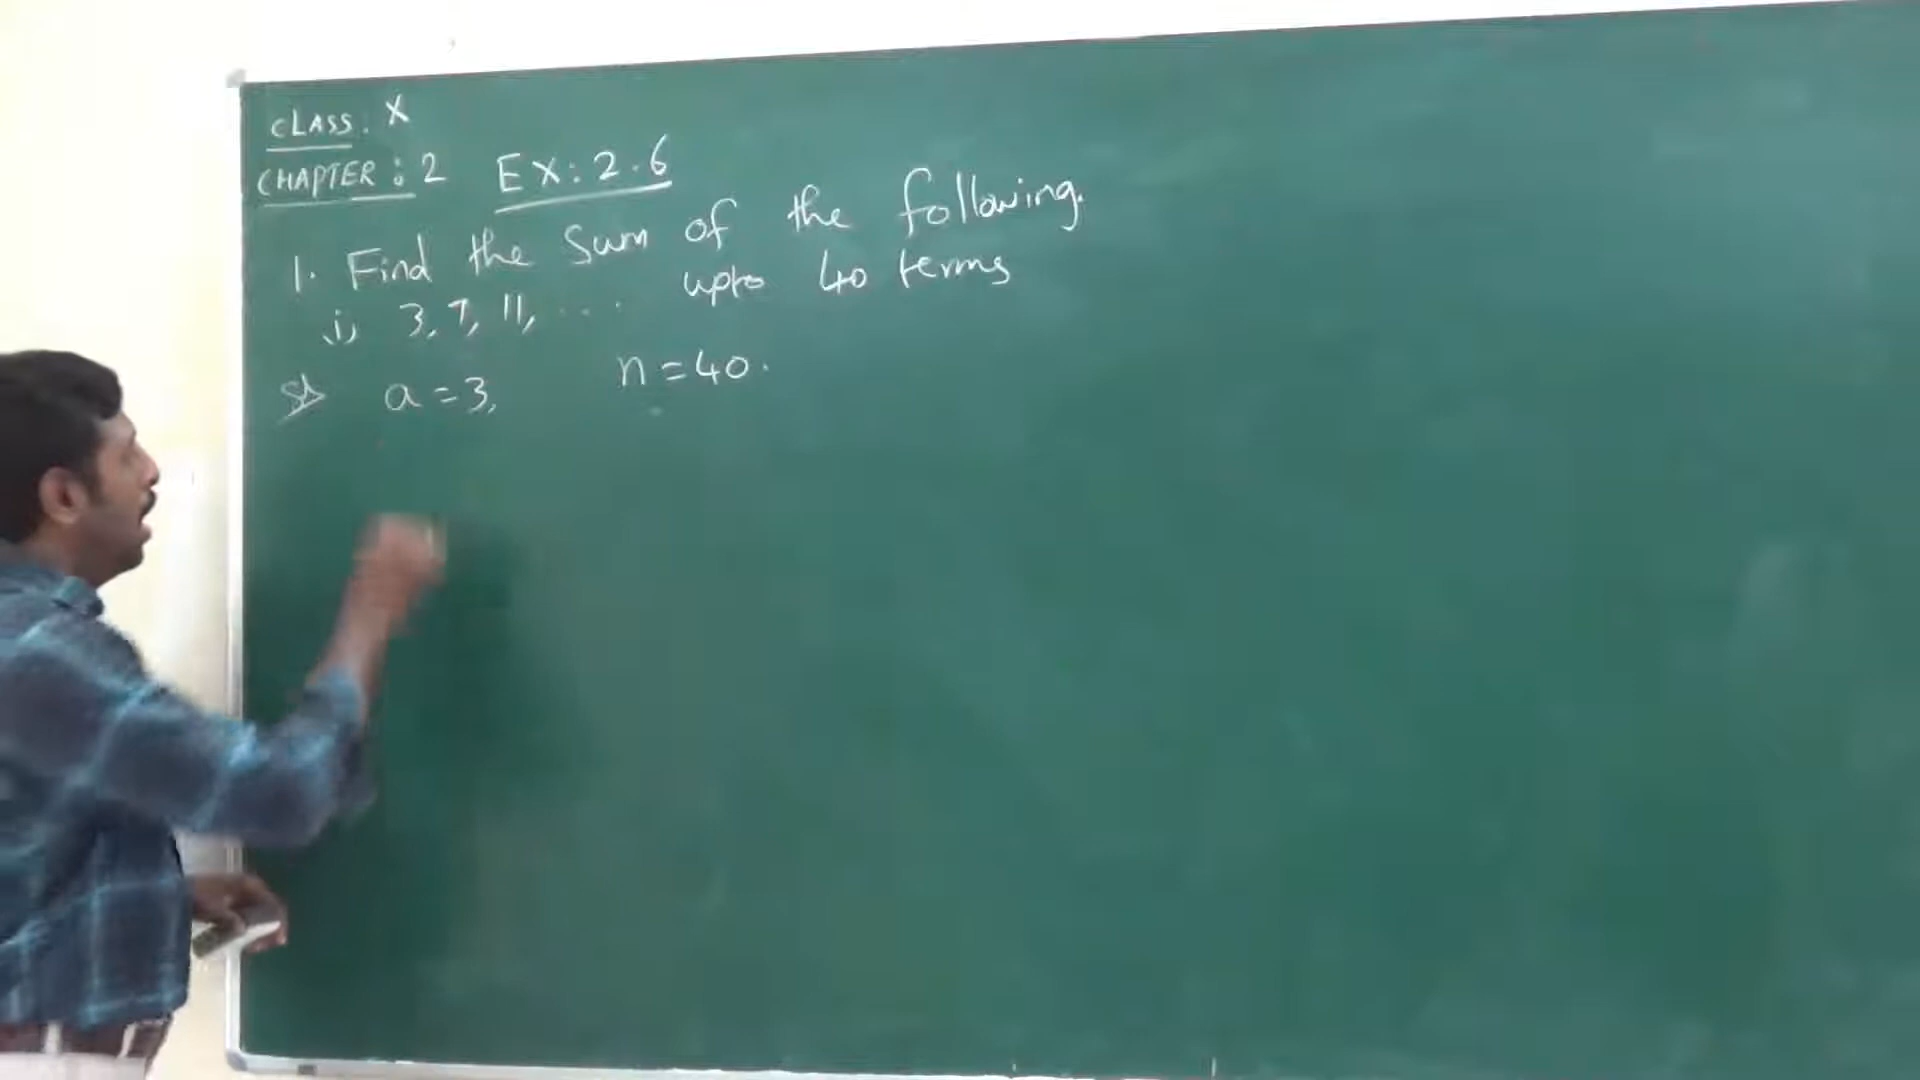 CLASS. X
CHAPTER: 2 EX: 2.6
1. Find the Sum of the following.
(i) 3, 7, 11, .... upto 40 terms
Sol a = 3, n = 40.